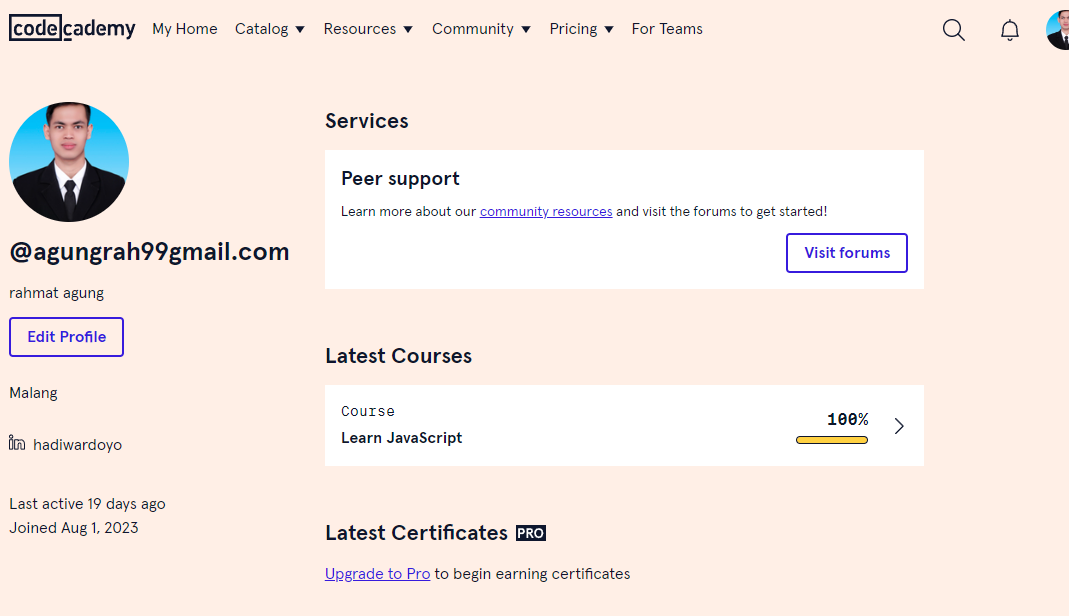 codecademy My Home Catalog Resources Community Pricing For Teams
@agungrah99gmail.com
rahmat agung
Edit Profile
Malang
hadiwardoyo
Last active 19 days ago
Joined Aug 1, 2023
Services
Peer support
Learn more about our community resources and visit the forums to get started!
Visit forums
Latest Courses
Course
100%
Learn JavaScript
Latest Certificates PRO
Upgrade to Pro to begin earning certificates